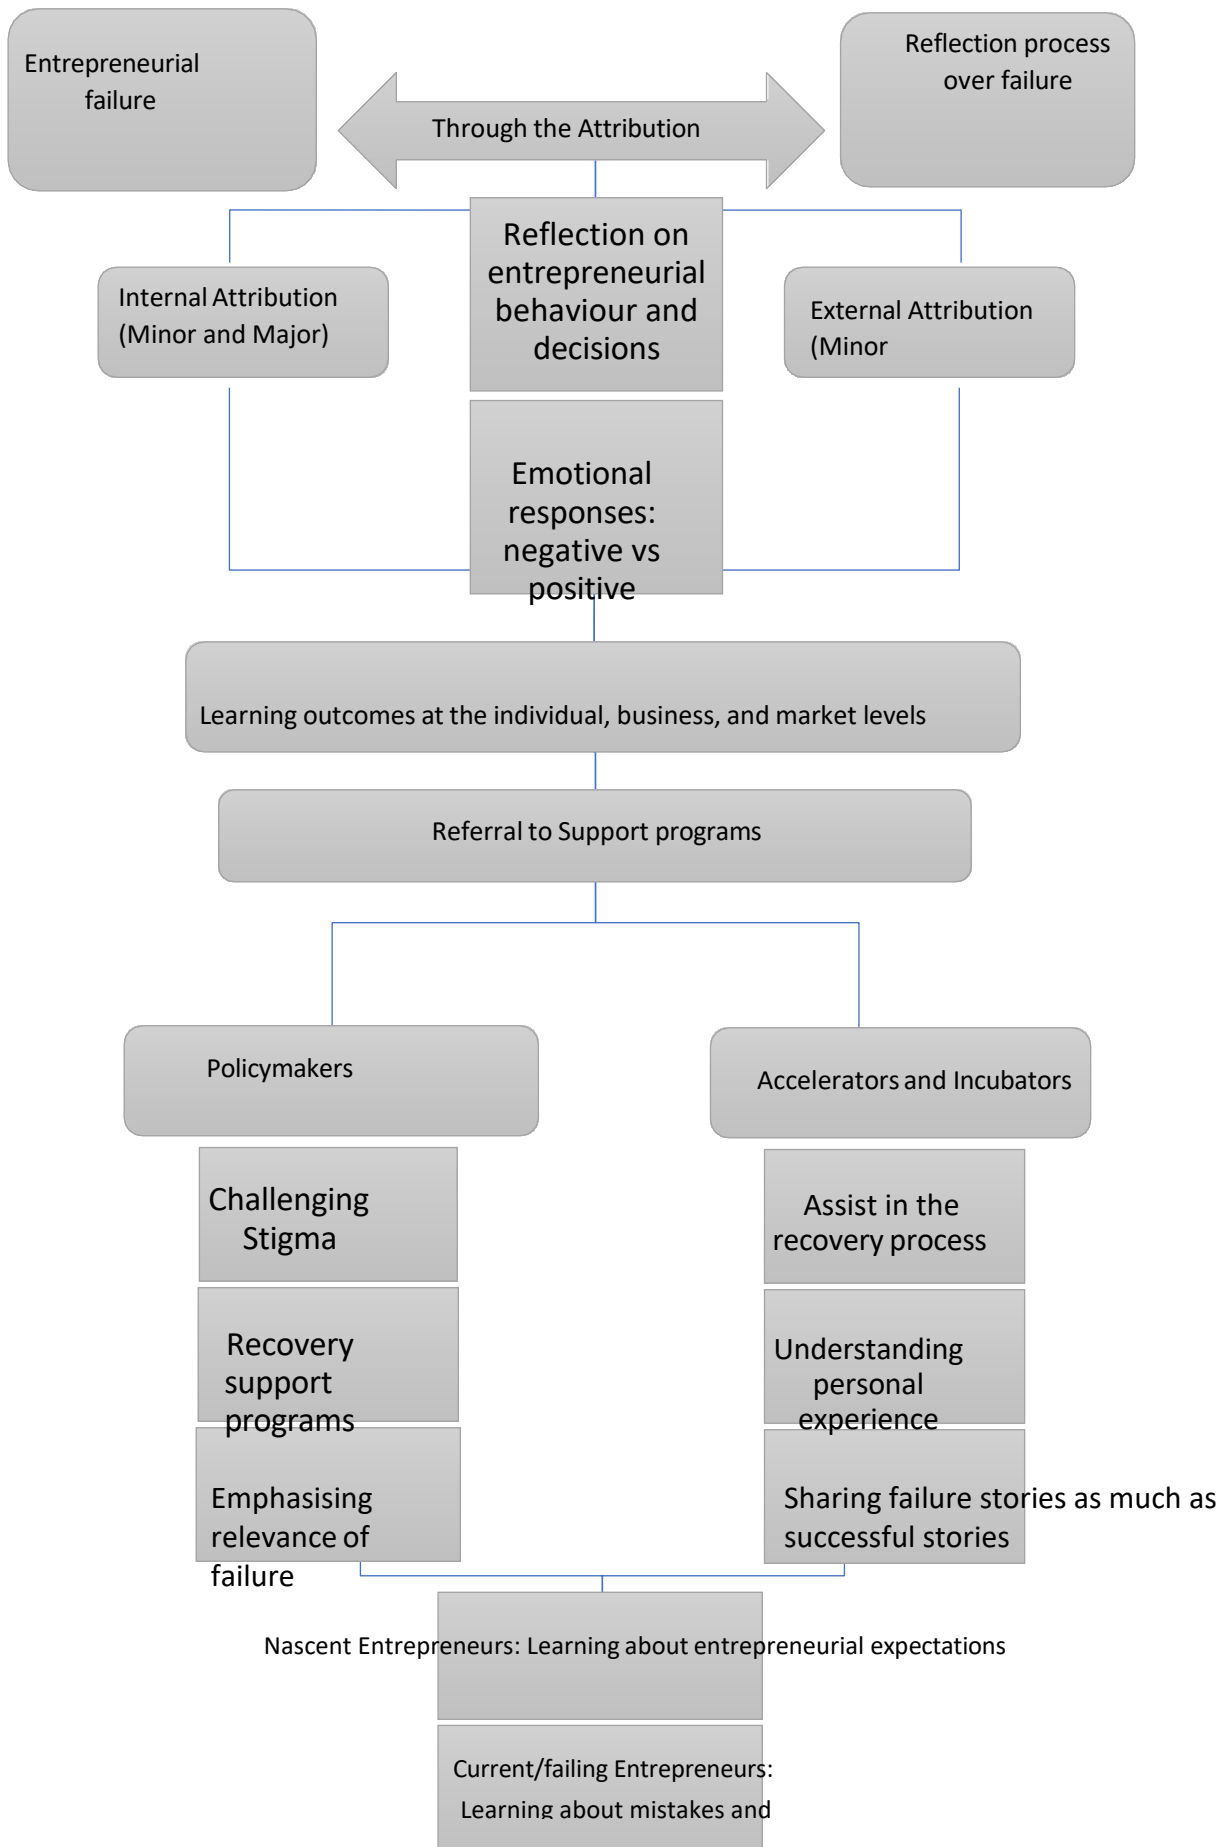 Entrepreneurial
failure
Reflection process
over failure
Through the Attribution
Reflection on
entrepreneurial
behaviour and
decisions
Internal Attribution
(Minor and Major)
External Attribution
(Minor
Emotional
responses:
negative vs
positive
Learning outcomes at the individual, business, and market levels
Referral to Support programs
Policymakers
Accelerators and Incubators
Challenging
Stigma
Assist in the
recovery process
Recovery
support
programs
Understanding
personal
experience
Emphasising
relevance of
failure
Sharing failure stories as much as
successful stories
Nascent Entrepreneurs: Learning about entrepreneurial expectations
Current/failing Entrepreneurs:
Learning about mistakes and